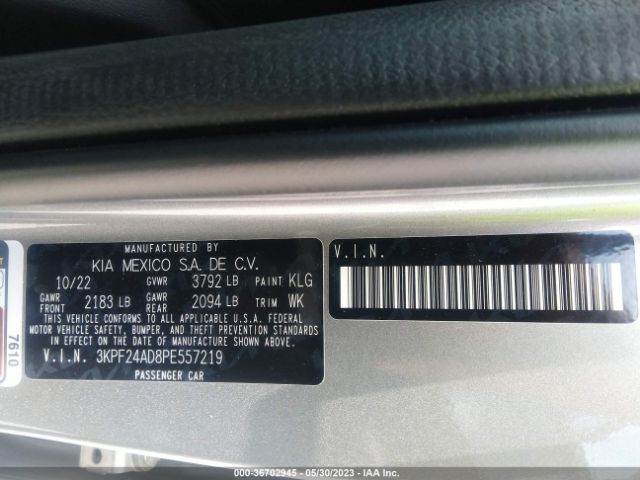 MANUFACTURED BY
KIA MEXICO S.A. DE C.V.
10/22 GVWR 3792 LB PAINT KLG
GAWR FRONT 2183 LB GAWR REAR 2094 LB TRIM WK
THIS VEHICLE CONFORMS TO ALL APPLICABLE U.S.A. FEDERAL
MOTOR VEHICLE SAFETY, BUMPER, AND THEFT PREVENTION STANDARDS
IN EFFECT ON THE DATE OF MANUFACTURE SHOWN ABOVE.
V.I.N. 3KPF24AD8PE557219
PASSENGER CAR
V.I.N.
7610
000-36702945 - 05/30/2023 - IAA Inc.